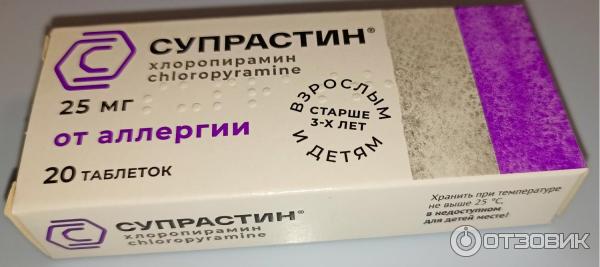 СУПРАСТИН®
хлоропирамин
chloropyramine
25 мг
от аллергии
20 ТАБЛЕТОК
ВЗРОСЛЫМ
И ДЕТЯМ
СТАРШЕ
3-Х ЛЕТ
СУПРАСТИН®
хлоропирамин
chloropyramine
Хранить при температуре
не выше 25 °С,
в недоступном
для детей месте!
ОТЗОВИК